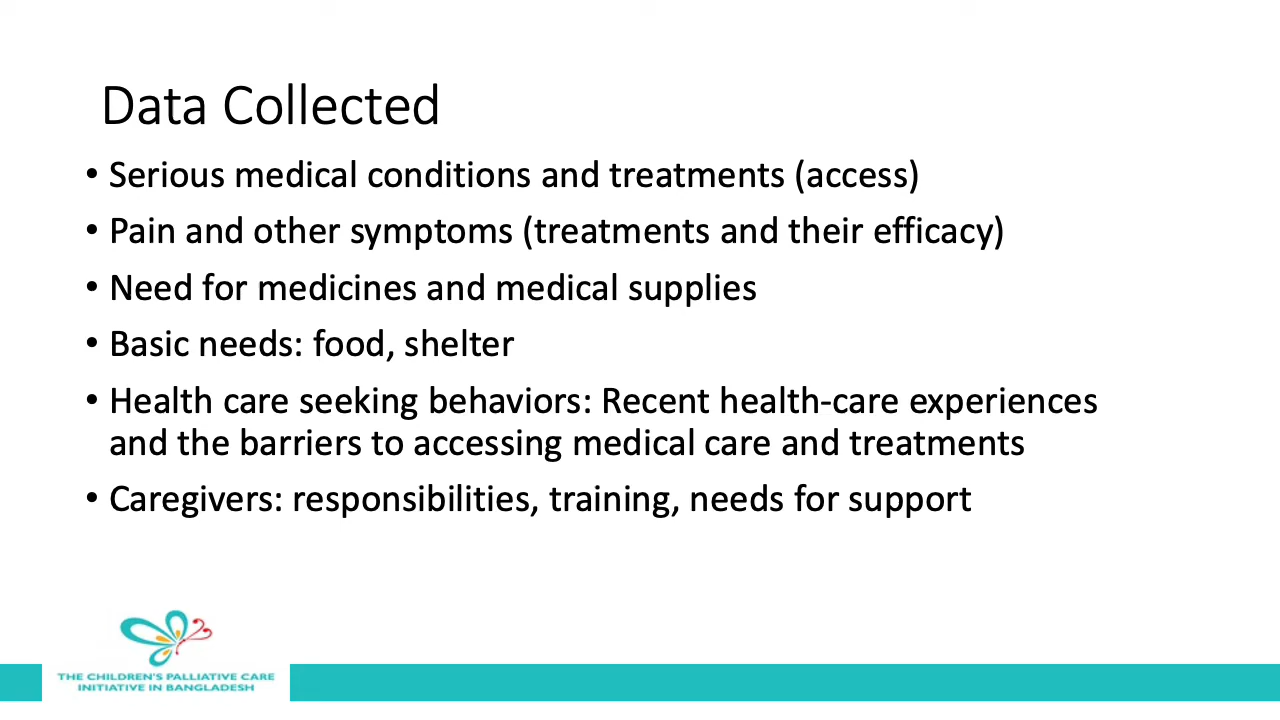 Data Collected
• Serious medical conditions and treatments (access)
• Pain and other symptoms (treatments and their efficacy)
• Need for medicines and medical supplies
• Basic needs: food, shelter
• Health care seeking behaviors: Recent health-care experiences
and the barriers to accessing medical care and treatments
• Caregivers: responsibilities, training, needs for support
THE CHILDREN'S PALLIATIVE CARE
INITIATIVE IN BANGLADESH